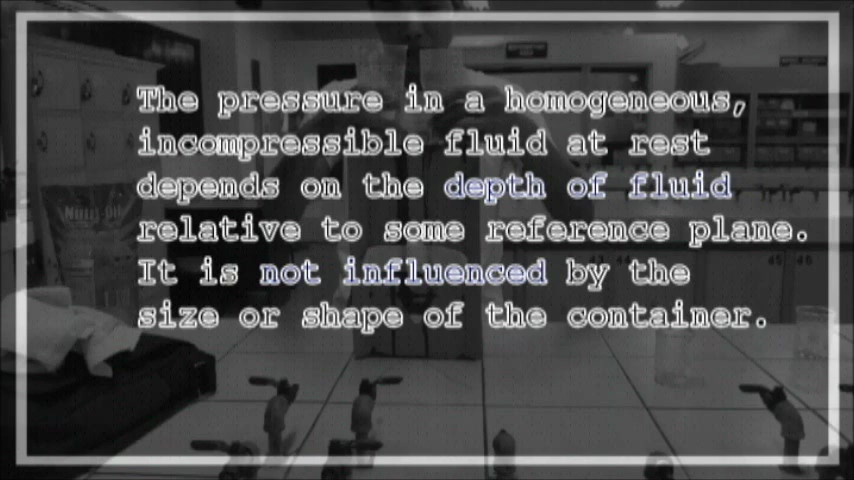 The pressure in a homogeneous,
incompressible fluid at rest
depends on the depth of fluid
relative to some reference plane.
It is not influenced by the
size or shape of the container.